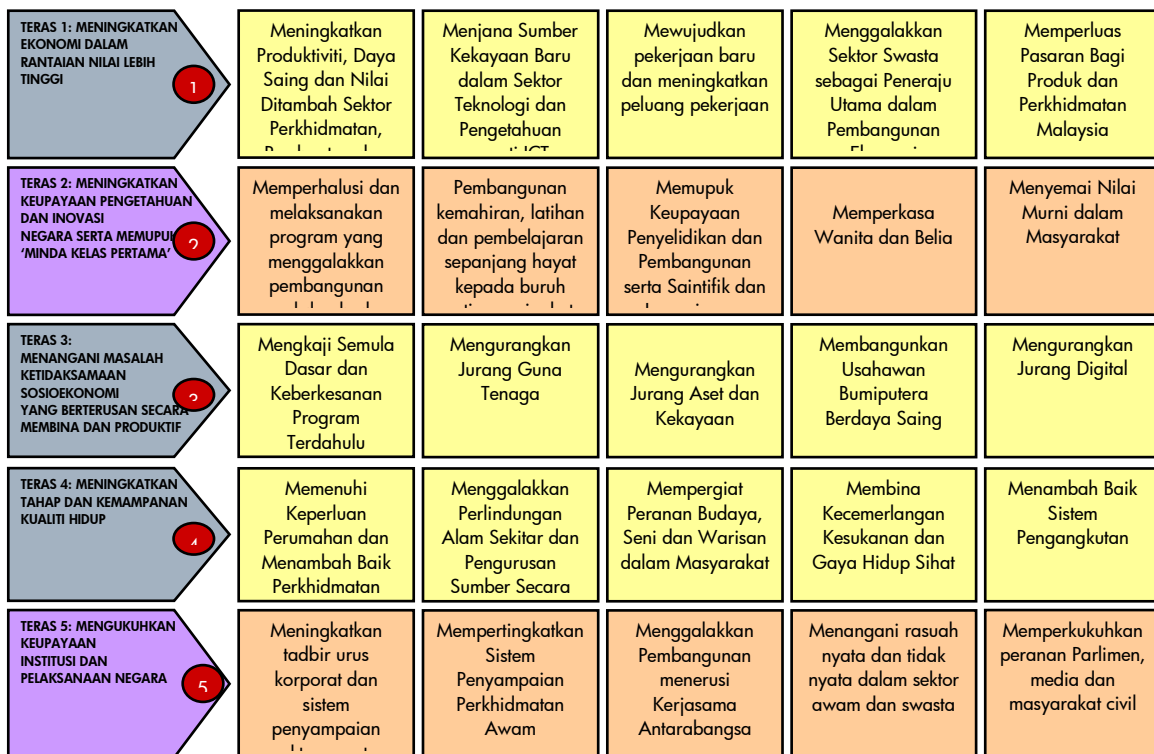 TERAS 1: MENINGKATKAN
EKONOMI DALAM
RANTAIAN NILAI LEBIH
TINGGI
1
Meningkatkan
Produktiviti, Daya
Saing dan Nilai
Ditambah Sektor
Perkhidmatan,
Menjana Sumber
Kekayaan Baru
dalam Sektor
Teknologi dan
Pengetahuan
Mewujudkan
pekerjaan baru
dan meningkatkan
peluang pekerjaan
Menggalakkan
Sektor Swasta
sebagai Peneraju
Utama dalam
Pembangunan
Memperluas
Pasaran Bagi
Produk dan
Perkhidmatan
Malaysia
TERAS 2: MENINGKATKAN
KEUPAYAAN PENGETAHUAN
DAN INOVASI
NEGARA SERTA MEMUPUK
‘MINDA KELAS PERTAMA’
2
Memperhalusi dan
melaksanakan
program yang
menggalakkan
pembangunan
Pembangunan
kemahiran, latihan
dan pembelajaran
sepanjang hayat
kepada buruh
Memupuk
Keupayaan
Penyelidikan dan
Pembangunan
serta Saintifik dan
Memperkasa
Wanita dan Belia
Menyemai Nilai
Murni dalam
Masyarakat
TERAS 3:
MENANGANI MASALAH
KETIDAKSAMAAN
SOSIOEKONOMI
YANG BERTERUSAN SECARA
MEMBINA DAN PRODUKTIF
3
Mengkaji Semula
Dasar dan
Keberkesanan
Program
Terdahulu
Mengurangkan
Jurang Guna
Tenaga
Mengurangkan
Jurang Aset dan
Kekayaan
Membangunkan
Usahawan
Bumiputera
Berdaya Saing
Mengurangkan
Jurang Digital
TERAS 4: MENINGKATKAN
TAHAP DAN KEMAMPANAN
KUALITI HIDUP
4
Memenuhi
Keperluan
Perumahan dan
Menambah Baik
Perkhidmatan
Menggalakkan
Perlindungan
Alam Sekitar dan
Pengurusan
Sumber Secara
Mempergiat
Peranan Budaya,
Seni dan Warisan
dalam Masyarakat
Membina
Kecemerlangan
Kesukanan dan
Gaya Hidup Sihat
Menambah Baik
Sistem
Pengangkutan
TERAS 5: MENGUKUHKAN
KEUPAYAAN
INSTITUSI DAN
PELAKSANAAN NEGARA
5
Meningkatkan
tadbir urus
korporat dan
sistem
penyampaian
Mempertingkatkan
Sistem
Penyampaian
Perkhidmatan
Awam
Menggalakkan
Pembangunan
menerusi
Kerjasama
Antarabangsa
Menangani rasuah
nyata dan tidak
nyata dalam sektor
awam dan swasta
Memperkukuhkan
peranan Parlimen,
media dan
masyarakat civil